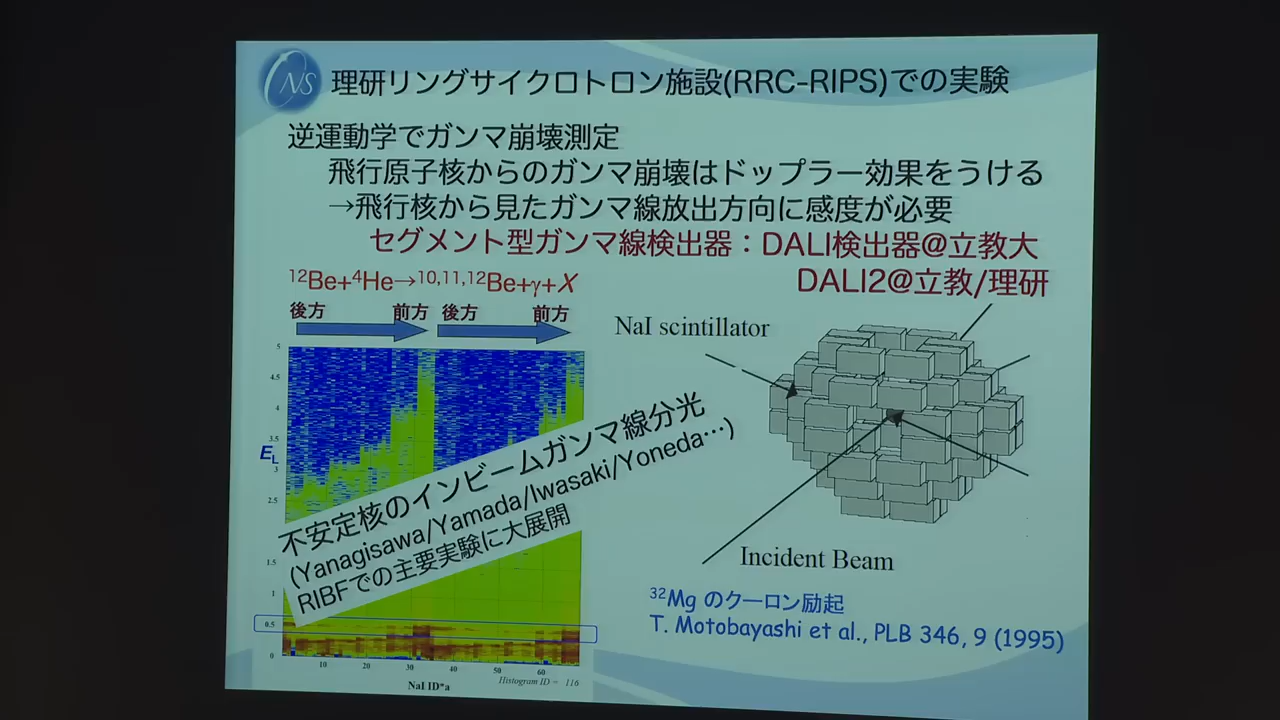 CNS
理研リングサイクロトロン施設(RRC-RIPS)での実験
逆運動学でガンマ崩壊測定
飛行原子核からのガンマ崩壊はドップラー効果をうける
→飛行核から見たガンマ線放出方向に感度が必要
セグメント型ガンマ線検出器：DALI検出器@立教大
DALI2@立教/理研
¹²Be+⁴He→¹⁰,¹¹,¹²Be+γ+X
後方 前方 後方 前方
5
4.5
4
3.5
3
2.5
1.5
1
0.5
0
E_L
10 20 30 40 50 60
NaI ID*a
Histogram ID = 116
不安定核のインビームガンマ線分光
(Yanagisawa/Yamada/Iwasaki/Yoneda…)
RIBFでの主要実験に大展開
NaI scintillator
Incident Beam
³²Mg のクーロン励起
T. Motobayashi et al., PLB 346, 9 (1995)